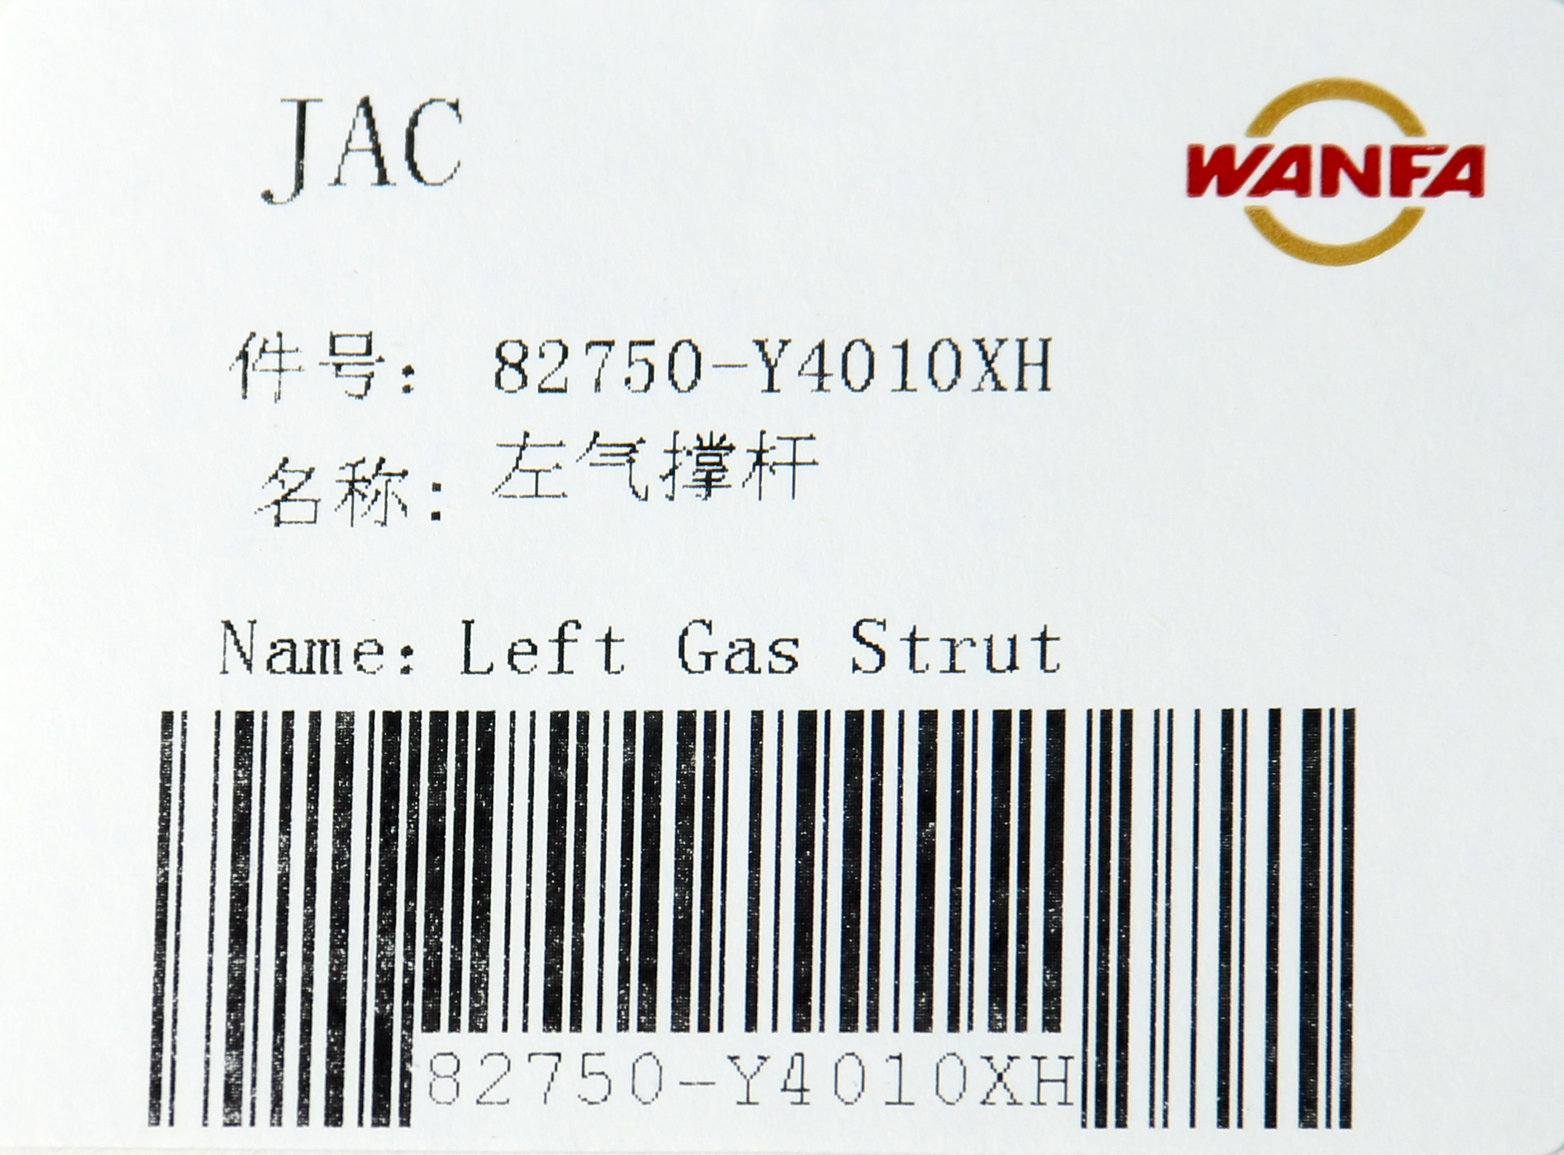 JAC
WANFA
件号: 82750-Y4010XH
名称: 左气撑杆
Name: Left Gas Strut
82750-Y4010XH